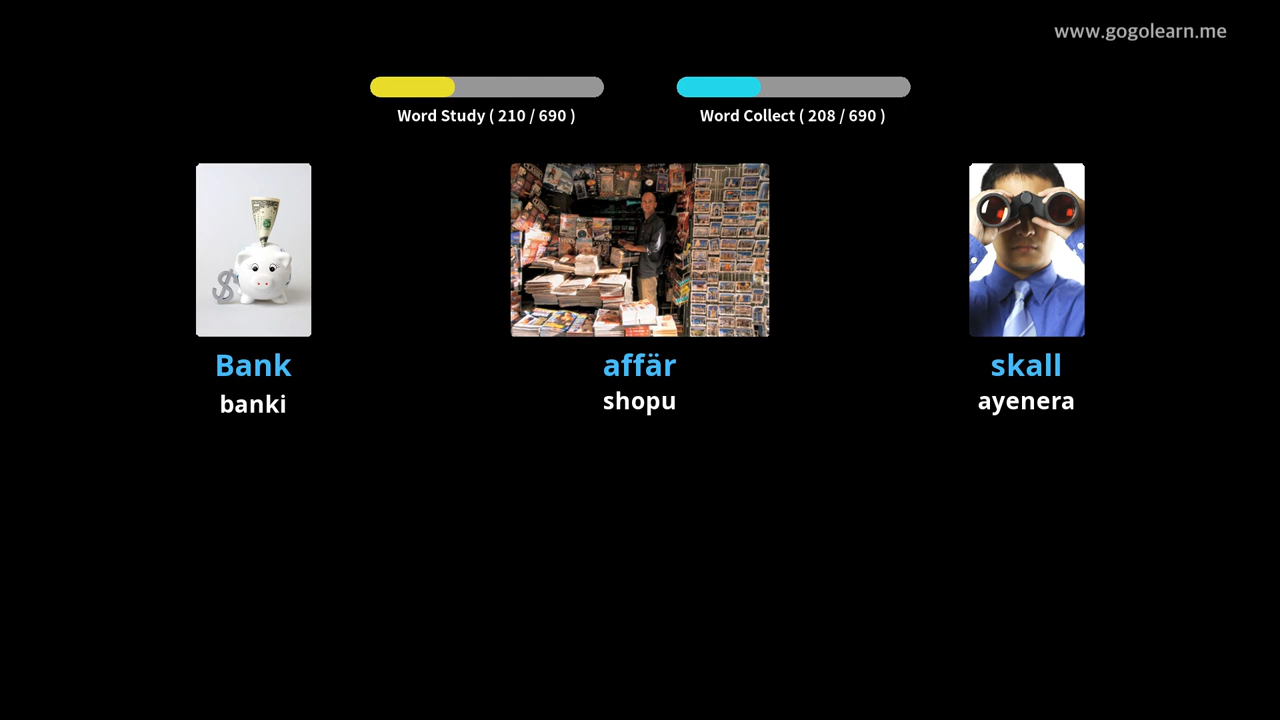 www.gogolearn.me
Word Study ( 210 / 690 )
Word Collect ( 208 / 690 )
Bank
banki
affär
shopu
skall
ayenera